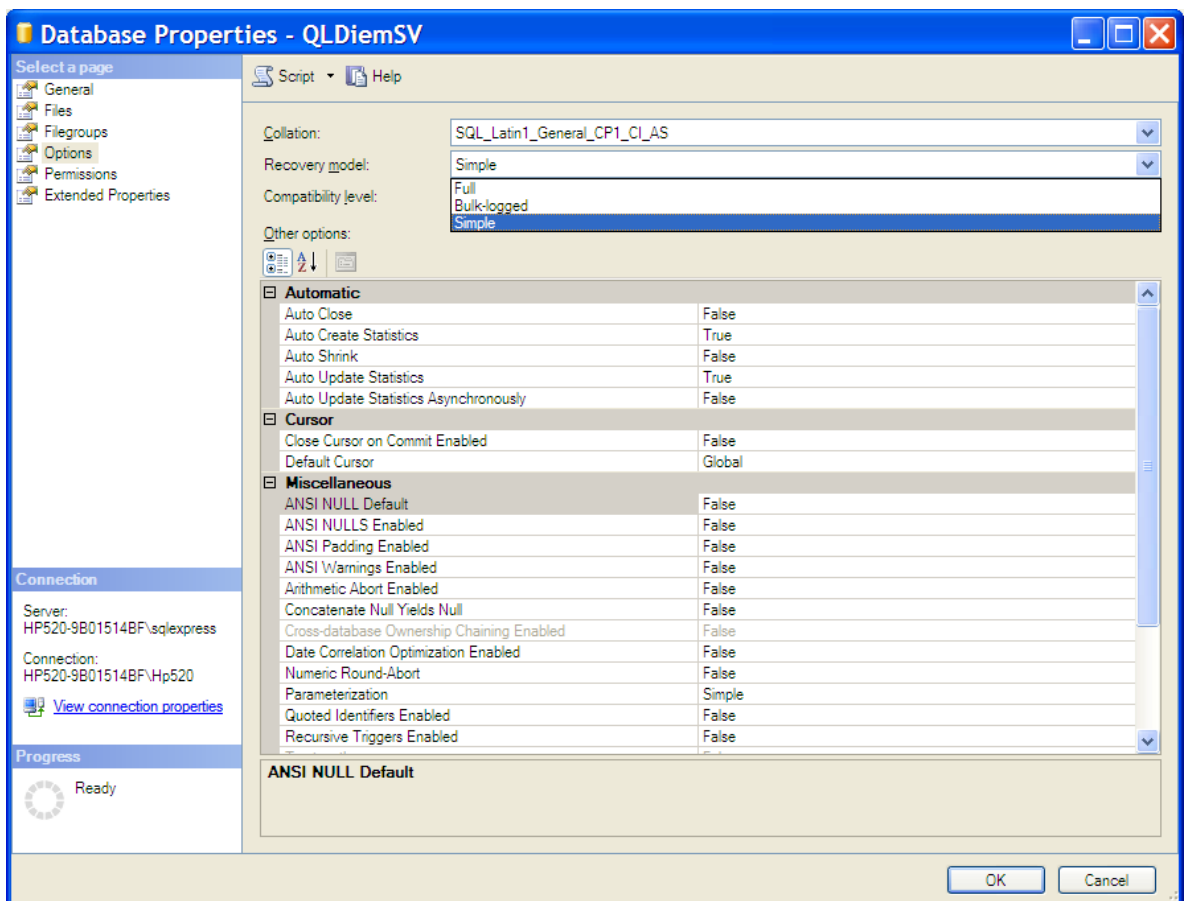 Database Properties - QLDiemSV
Select a page
General
Files
Filegroups
Options
Permissions
Extended Properties
Connection
Server:
HP520-9B01514BF\sqlexpress
Connection:
HP520-9B01514BF\Hp520
View connection properties
Progress
Ready
Script Help
Collation: SQL_Latin1_General_CP1_CI_AS
Recovery model: Simple
Compatibility level:
Full
Bulk-logged
Simple
Other options:
Automatic
Auto Close False
Auto Create Statistics True
Auto Shrink False
Auto Update Statistics True
Auto Update Statistics Asynchronously False
Cursor
Close Cursor on Commit Enabled False
Default Cursor Global
Miscellaneous
ANSI NULL Default False
ANSI NULLS Enabled False
ANSI Padding Enabled False
ANSI Warnings Enabled False
Arithmetic Abort Enabled False
Concatenate Null Yields Null False
Cross-database Ownership Chaining Enabled False
Date Correlation Optimization Enabled False
Numeric Round-Abort False
Parameterization Simple
Quoted Identifiers Enabled False
Recursive Triggers Enabled False
ANSI NULL Default
OK Cancel